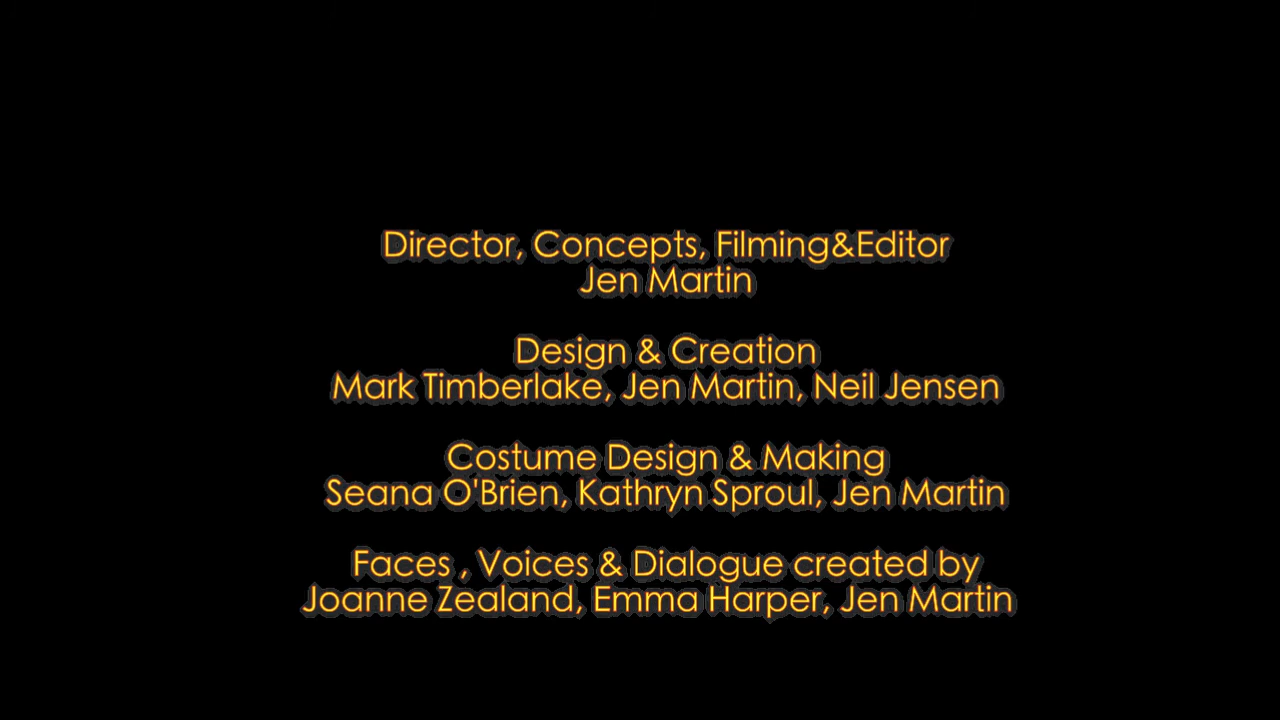 Director, Concepts, Filming&Editor
Jen Martin
Design & Creation
Mark Timberlake, Jen Martin, Neil Jensen
Costume Design & Making
Seana O'Brien, Kathryn Sproul, Jen Martin
Faces , Voices & Dialogue created by
Joanne Zealand, Emma Harper, Jen Martin